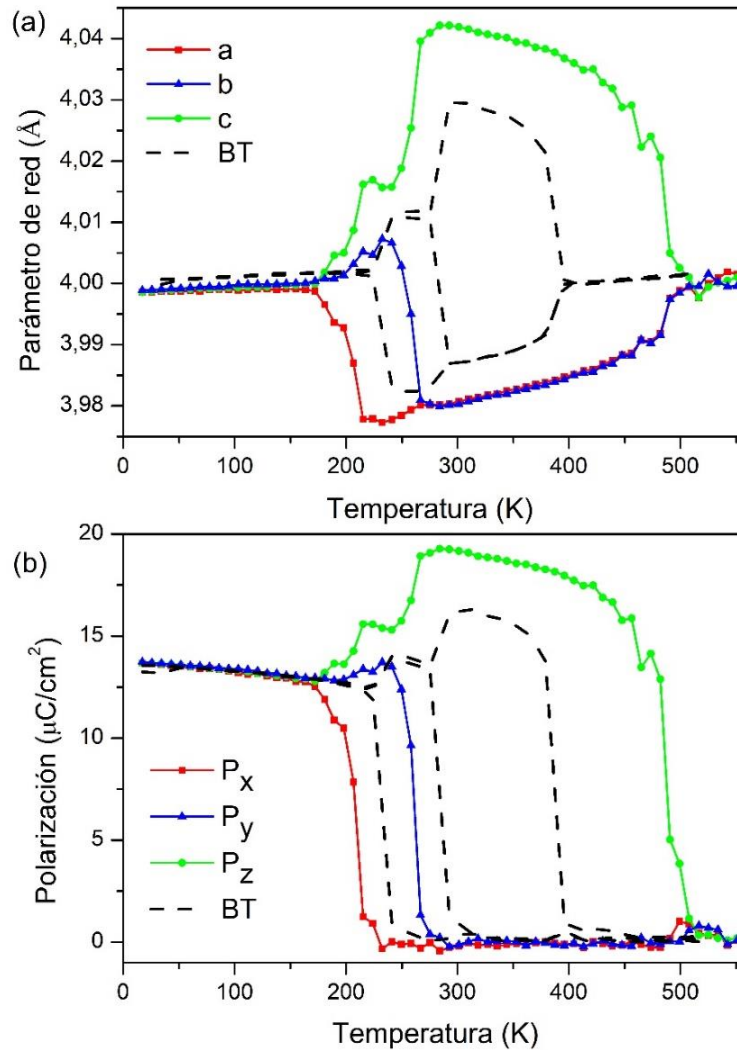 (a)
4,04
4,03
4,02
4,01
4,00
3,99
3,98
Parámetro de red (Å)
a
b
c
BT
0
100
200
300
400
500
Temperatura (K)
(b)
20
15
10
5
0
Polarización (μC/cm²)
Pₓ
Pᵧ
P_z
BT
0
100
200
300
400
500
Temperatura (K)